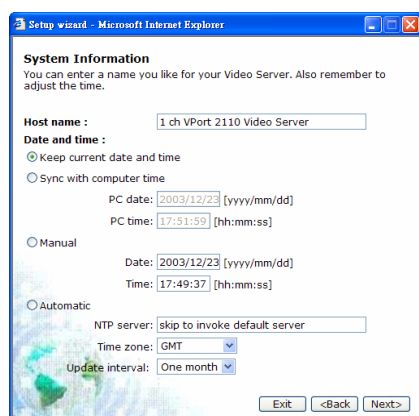 Setup wizard - Microsoft Internet Explorer
System Information
You can enter a name you like for your Video Server. Also remember to
adjust the time.
Host name : 1 ch VPort 2110 Video Server
Date and time :
Keep current date and time
Sync with computer time
PC date: 2003/12/23 [yyyy/mm/dd]
PC time: 17:51:59 [hh:mm:ss]
Manual
Date: 2003/12/23 [yyyy/mm/dd]
Time: 17:49:37 [hh:mm:ss]
Automatic
NTP server: skip to invoke default server
Time zone: GMT
Update interval: One month
Exit <Back Next>